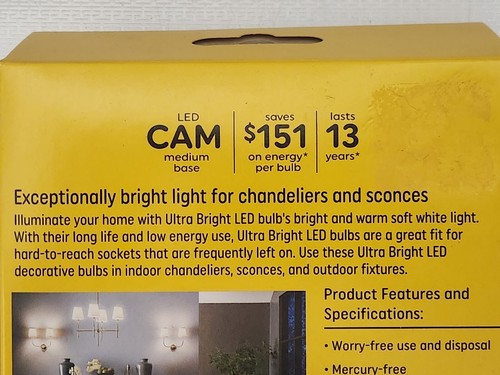 LED
CAM
medium
base
saves
$151
on energy*
per bulb
lasts
13
years*
Exceptionally bright light for chandeliers and sconces
Illuminate your home with Ultra Bright LED bulb's bright and warm soft white light.
With their long life and low energy use, Ultra Bright LED bulbs are a great fit for
hard-to-reach sockets that are frequently left on. Use these Ultra Bright LED
decorative bulbs in indoor chandeliers, sconces, and outdoor fixtures.
Product Features and
Specifications:
• Worry-free use and disposal
• Mercury-free